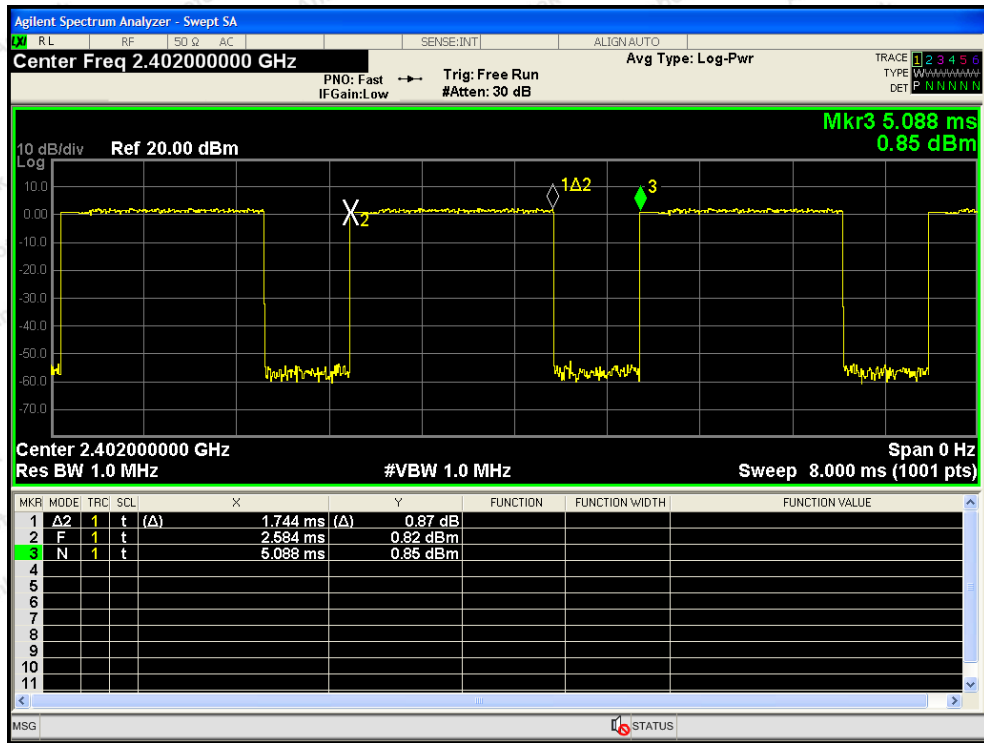 Agilent Spectrum Analyzer - Swept SA
LXI RL RF 50 Ω AC SENSE:INT ALIGN AUTO
Center Freq 2.402000000 GHz
Avg Type: Log-Pwr
TRACE 1 2 3 4 5 6
PNO: Fast Trig: Free Run
TYPE WWWWWW
IFGain:Low #Atten: 30 dB
DET P N N N N N
Mkr3 5.088 ms
0.85 dBm
10 dB/div Ref 20.00 dBm
Log
10.0
0.00
-10.0
-20.0
-30.0
-40.0
-50.0
-60.0
-70.0
X2
1Δ2
3
Center 2.402000000 GHz Span 0 Hz
Res BW 1.0 MHz #VBW 1.0 MHz Sweep 8.000 ms (1001 pts)
MKR MODE TRC SCL X Y FUNCTION FUNCTION WIDTH FUNCTION VALUE
1 Δ2 1 t (Δ) 1.744 ms (Δ) 0.87 dB
2 F 1 t 2.584 ms 0.82 dBm
3 N 1 t 5.088 ms 0.85 dBm
4
5
6
7
8
9
10
11
MSG STATUS